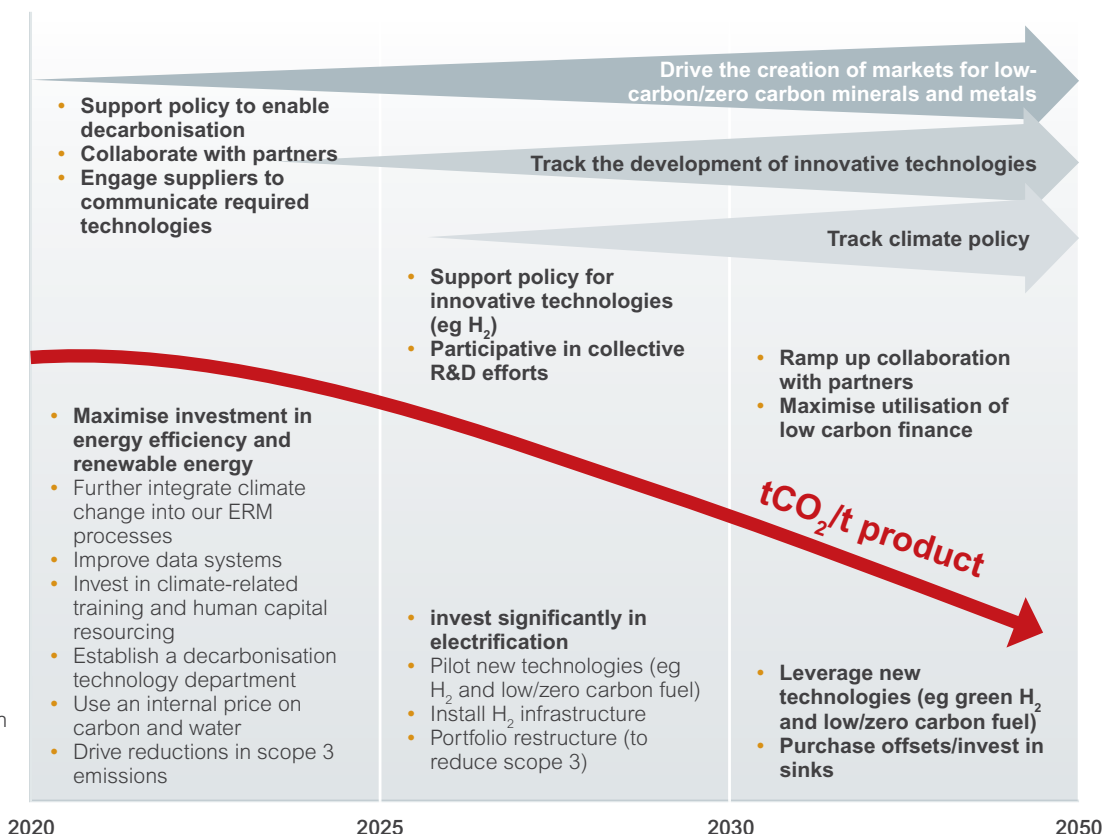 Drive the creation of markets for low-
carbon/zero carbon minerals and metals
• Support policy to enable
decarbonisation
• Collaborate with partners
• Engage suppliers to
communicate required
technologies
Track the development of innovative technologies
Track climate policy
• Support policy for
innovative technologies
(eg H₂)
• Participative in collective
R&D efforts
• Ramp up collaboration
with partners
• Maximise utilisation of
low carbon finance
tCO₂/t product
• Maximise investment in
energy efficiency and
renewable energy
• Further integrate climate
change into our ERM
processes
• Improve data systems
• Invest in climate-related
training and human capital
resourcing
• Establish a decarbonisation
technology department
• Use an internal price on
carbon and water
• Drive reductions in scope 3
emissions
• invest significantly in
electrification
• Pilot new technologies (eg
H₂ and low/zero carbon fuel)
• Install H₂ infrastructure
• Portfolio restructure (to
reduce scope 3)
• Leverage new
technologies (eg green H₂
and low/zero carbon fuel)
• Purchase offsets/invest in
sinks
2020 2025 2030 2050